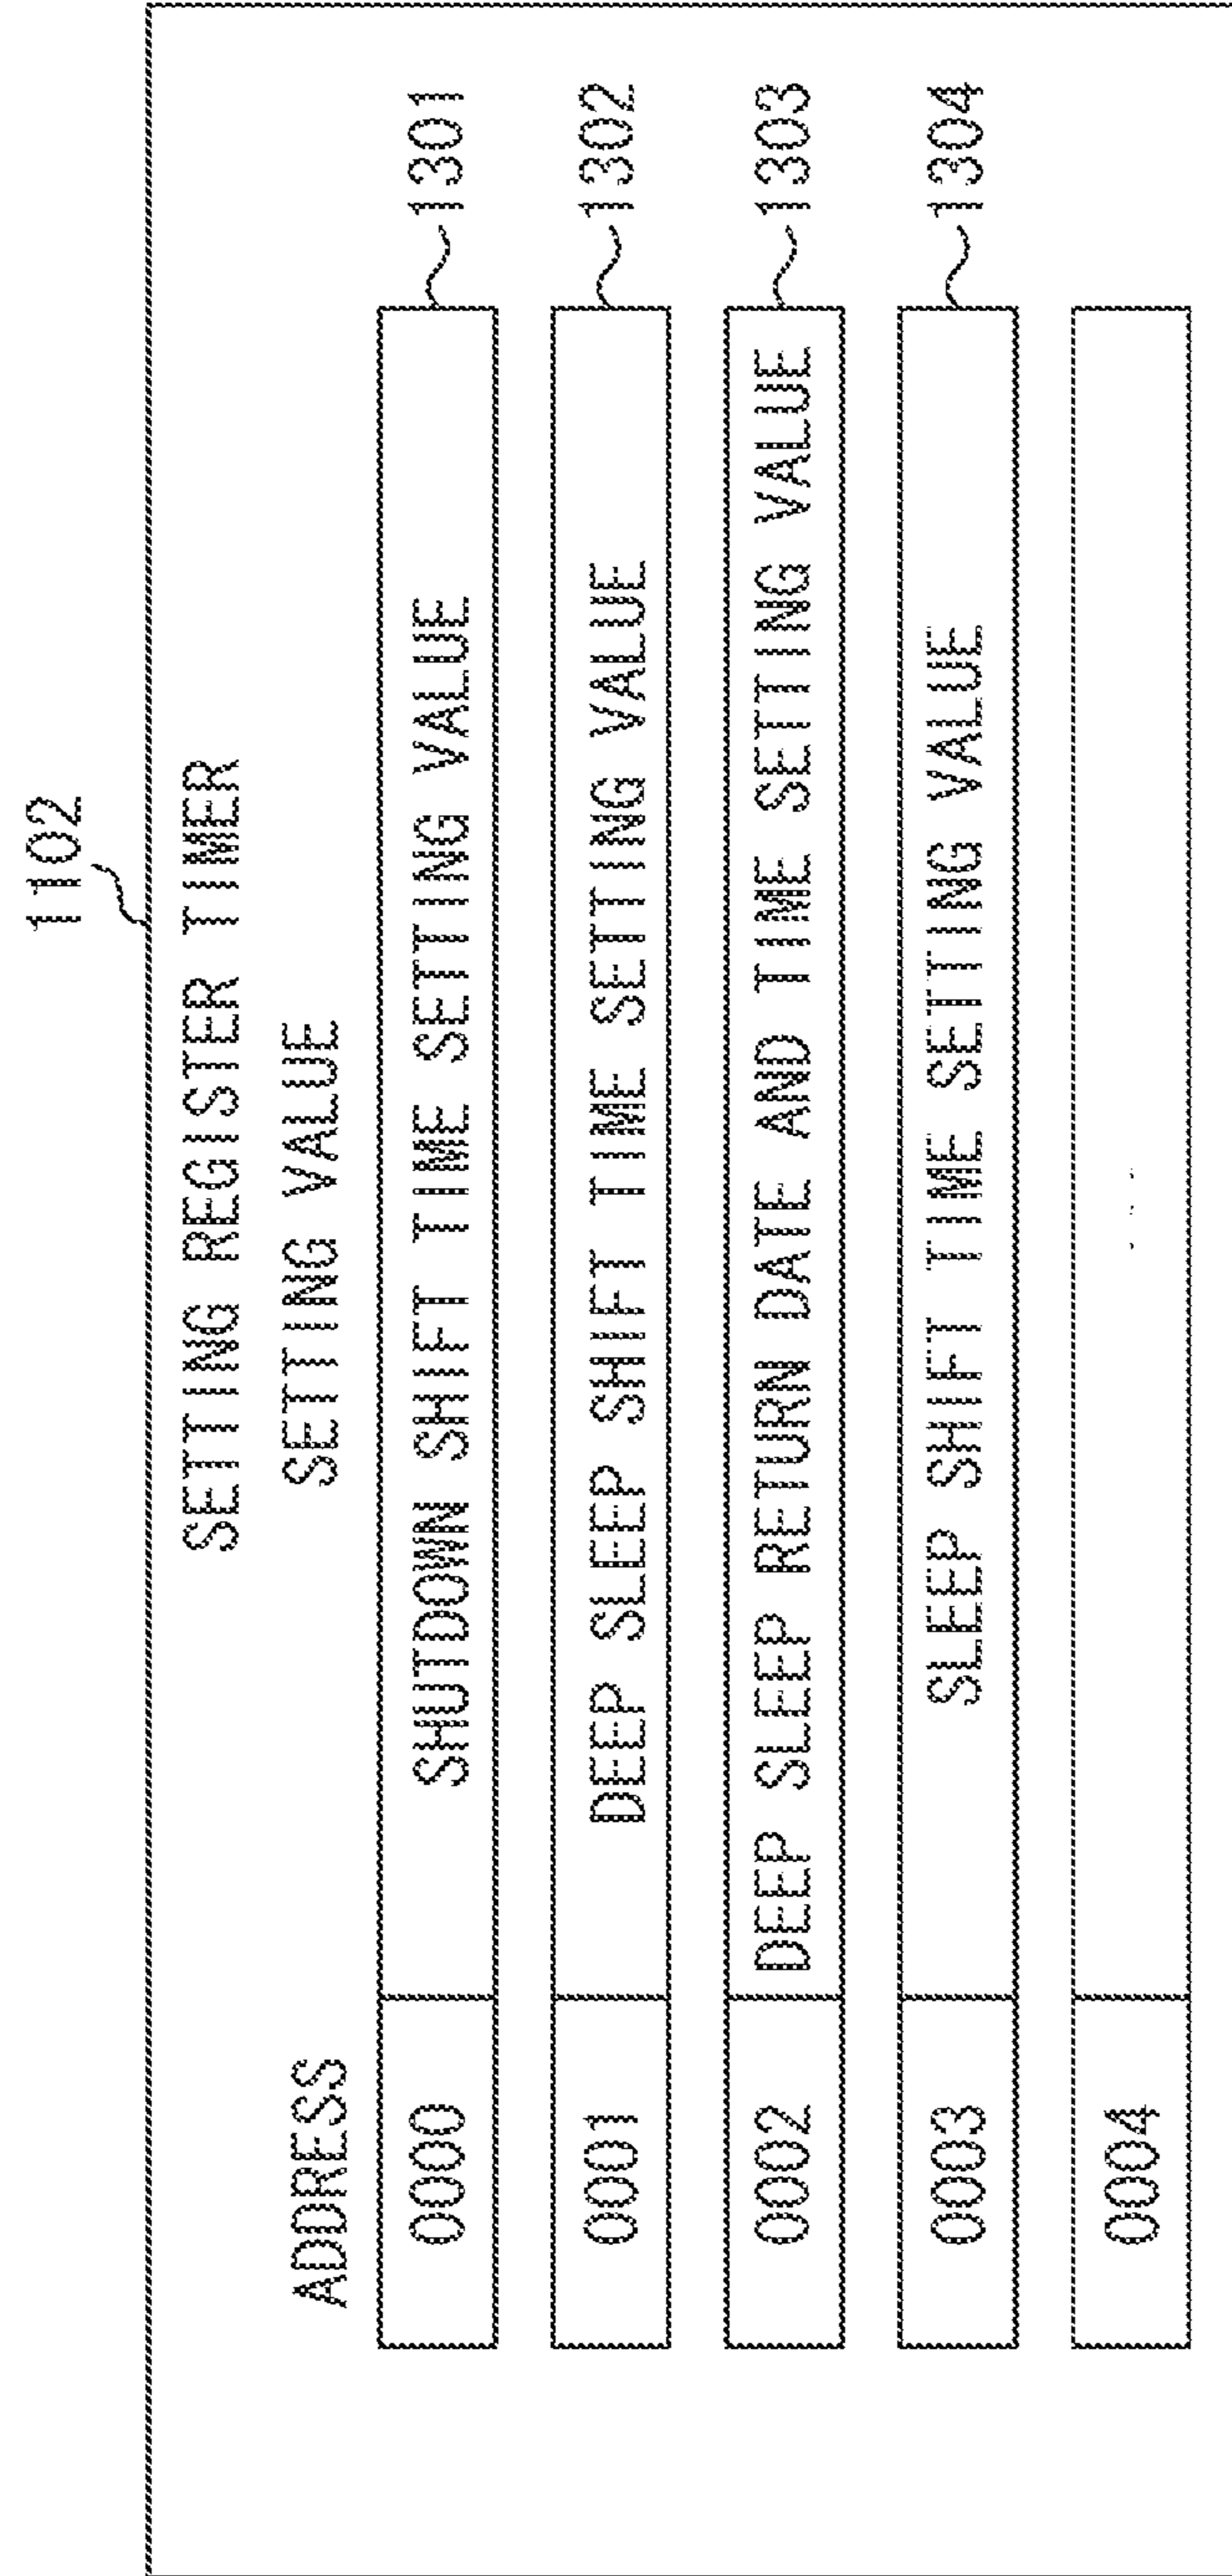 1102
SETTING REGISTER TIMER
ADDRESS SETTING VALUE
0000 SHUTDOWN SHIFT TIME SETTING VALUE 1301
0001 DEEP SLEEP SHIFT TIME SETTING VALUE 1302
0002 DEEP SLEEP RETURN DATE AND TIME SETTING VALUE 1303
0003 SLEEP SHIFT TIME SETTING VALUE 1304
0004 ...